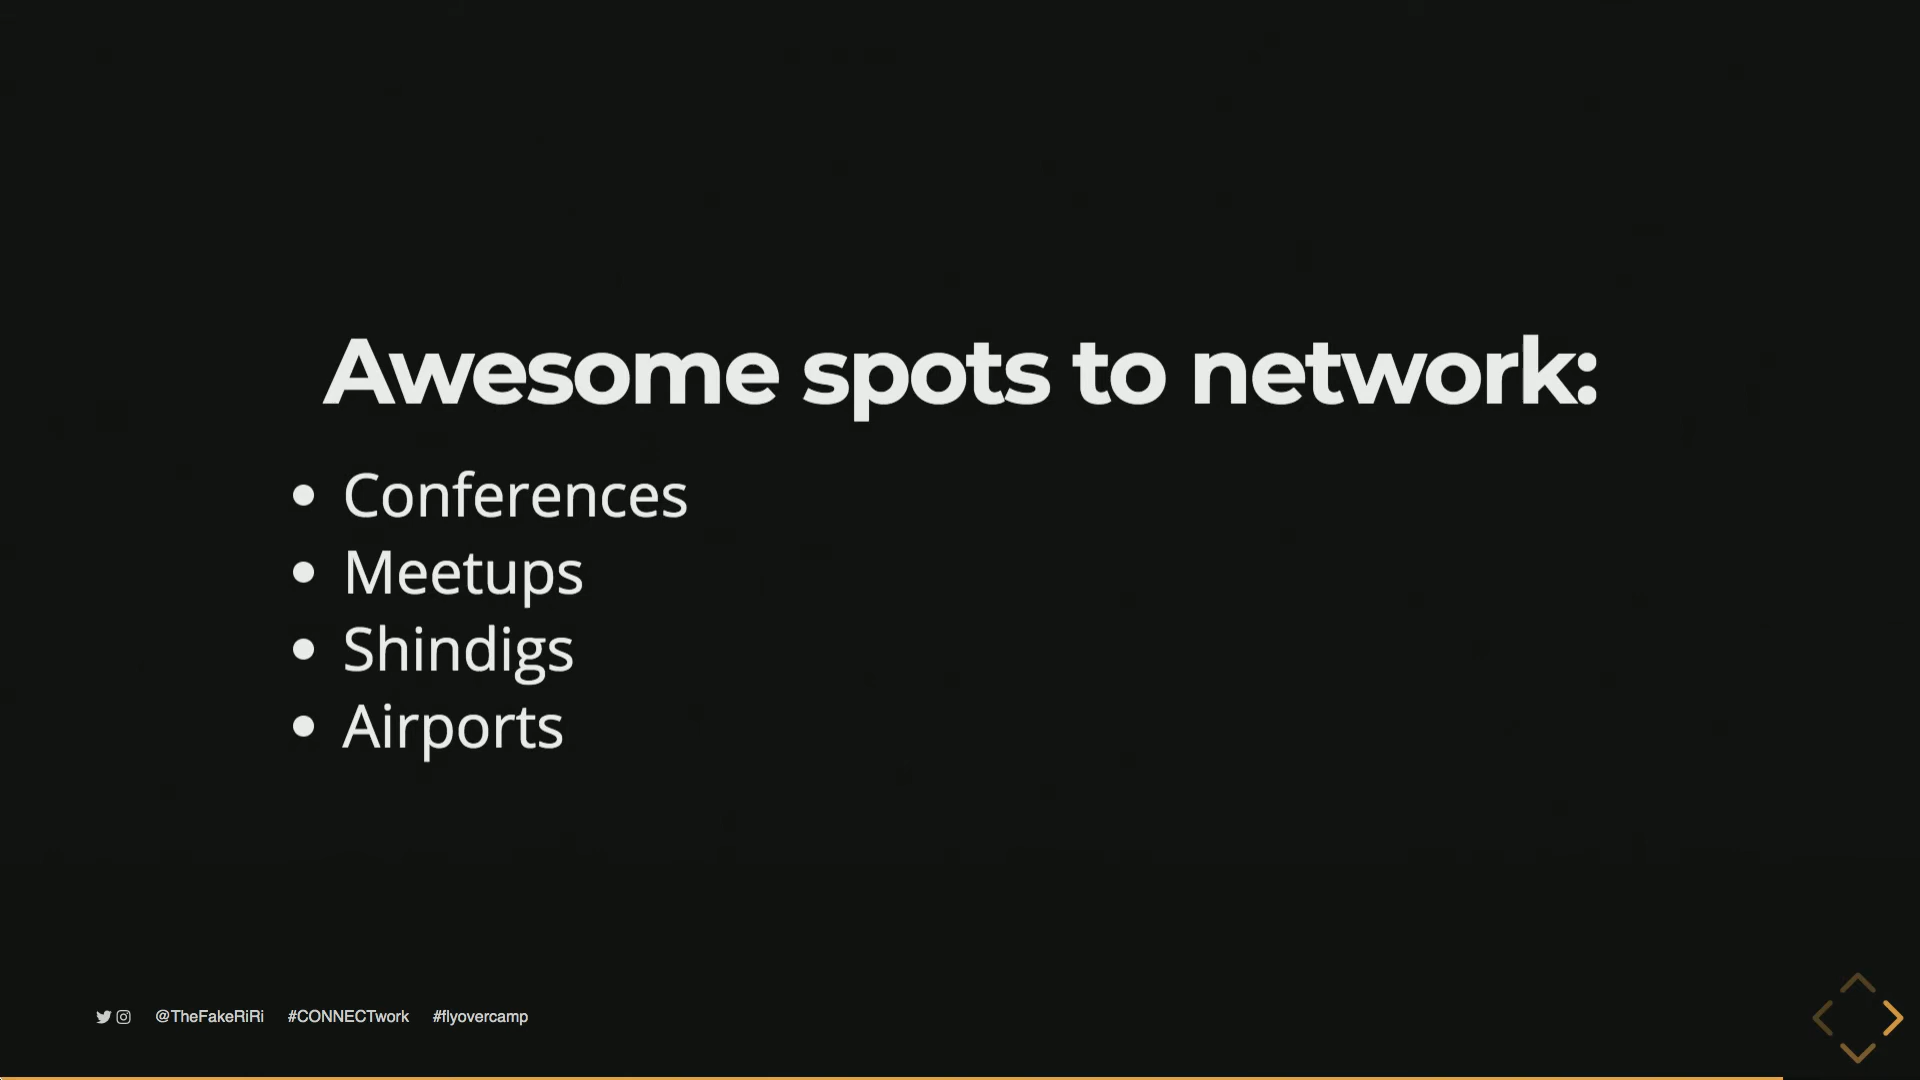 Awesome spots to network:
• Conferences
• Meetups
• Shindigs
• Airports
@TheFakeRiRi #CONNECTwork #flyovercamp